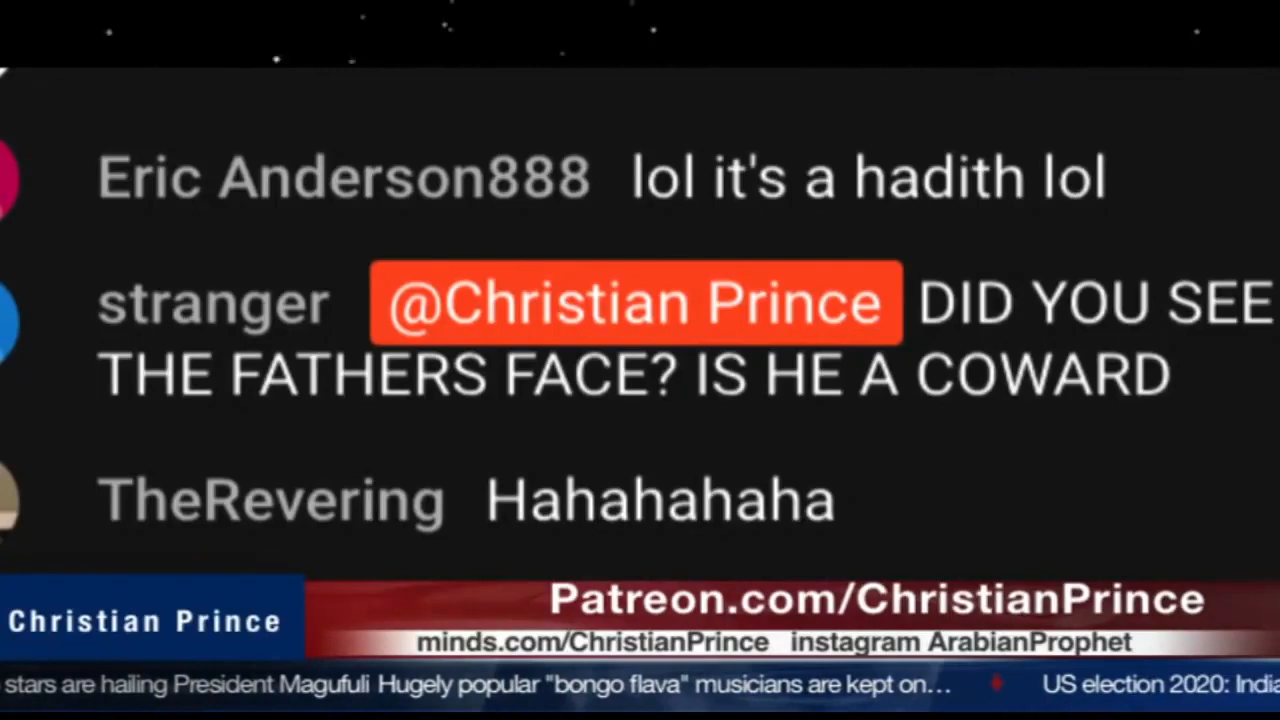 Eric Anderson888 lol it's a hadith lol
stranger @Christian Prince DID YOU SEE
THE FATHERS FACE? IS HE A COWARD
TheRevering Hahahahaha
Christian Prince
Patreon.com/ChristianPrince
minds.com/ChristianPrince instagram ArabianProphet
stars are hailing President Magufuli Hugely popular "bongo flava" musicians are kept on… US election 2020: